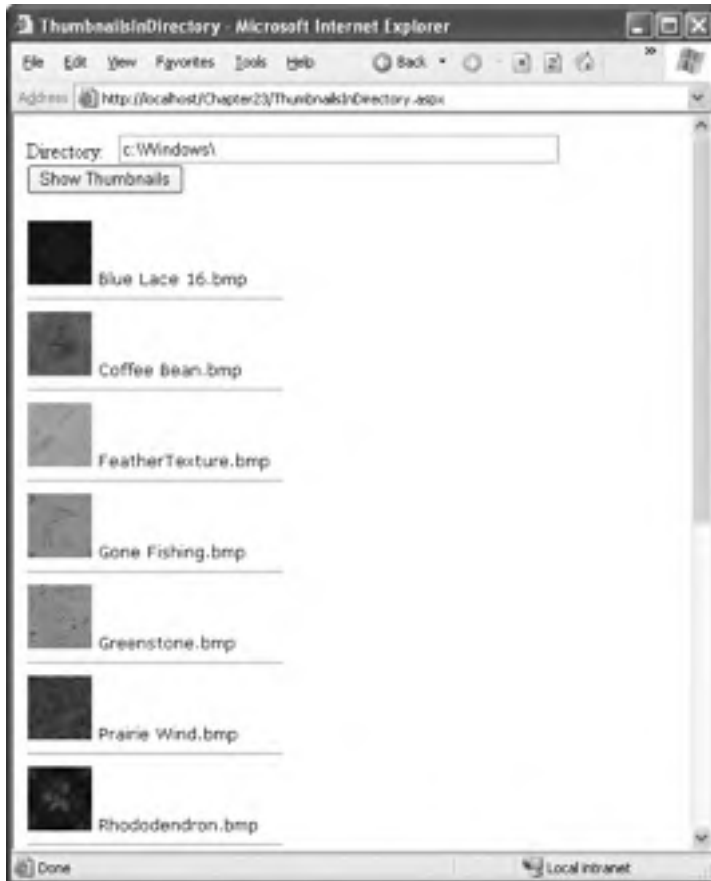 ThumbnailsInDirectory - Microsoft Internet Explorer
File Edit View Favorites Tools Help Back
Address http://localhost/Chapter23/ThumbnailsInDirectory.aspx
Directory: c:\Windows\
Show Thumbnails
Blue Lace 16.bmp
Coffee Bean.bmp
FeatherTexture.bmp
Gone Fishing.bmp
Greenstone.bmp
Prairie Wind.bmp
Rhododendron.bmp
Done Local intranet